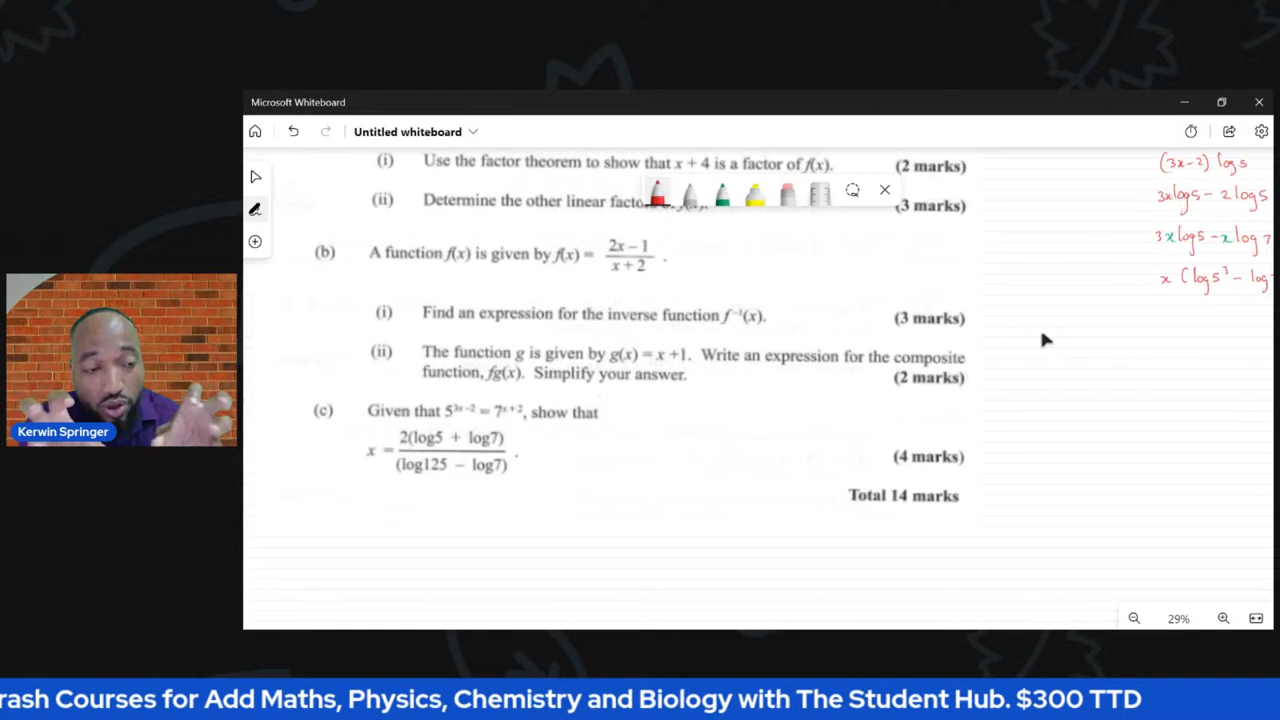 Microsoft Whiteboard
Untitled whiteboard
(i) Use the factor theorem to show that x + 4 is a factor of f(x). (2 marks)
(ii) Determine the other linear (3 marks)
(b) A function f(x) is given by f(x) = 2x – 1 / x + 2 .
(i) Find an expression for the inverse function f⁻¹(x). (3 marks)
(ii) The function g is given by g(x) = x +1. Write an expression for the composite
function, fg(x). Simplify your answer. (2 marks)
(c) Given that 5³ˣ⁻² = 7ˣ⁺², show that
x = 2(log5 + log7) / (log125 – log7) .
(4 marks)
Total 14 marks
(3x-2) log 5
3xlog5 - 2log5
3xlog5 - xlog7
x (log5³ - log
Kerwin Springer
29%
rash Courses for Add Maths, Physics, Chemistry and Biology with The Student Hub. $300 TTD